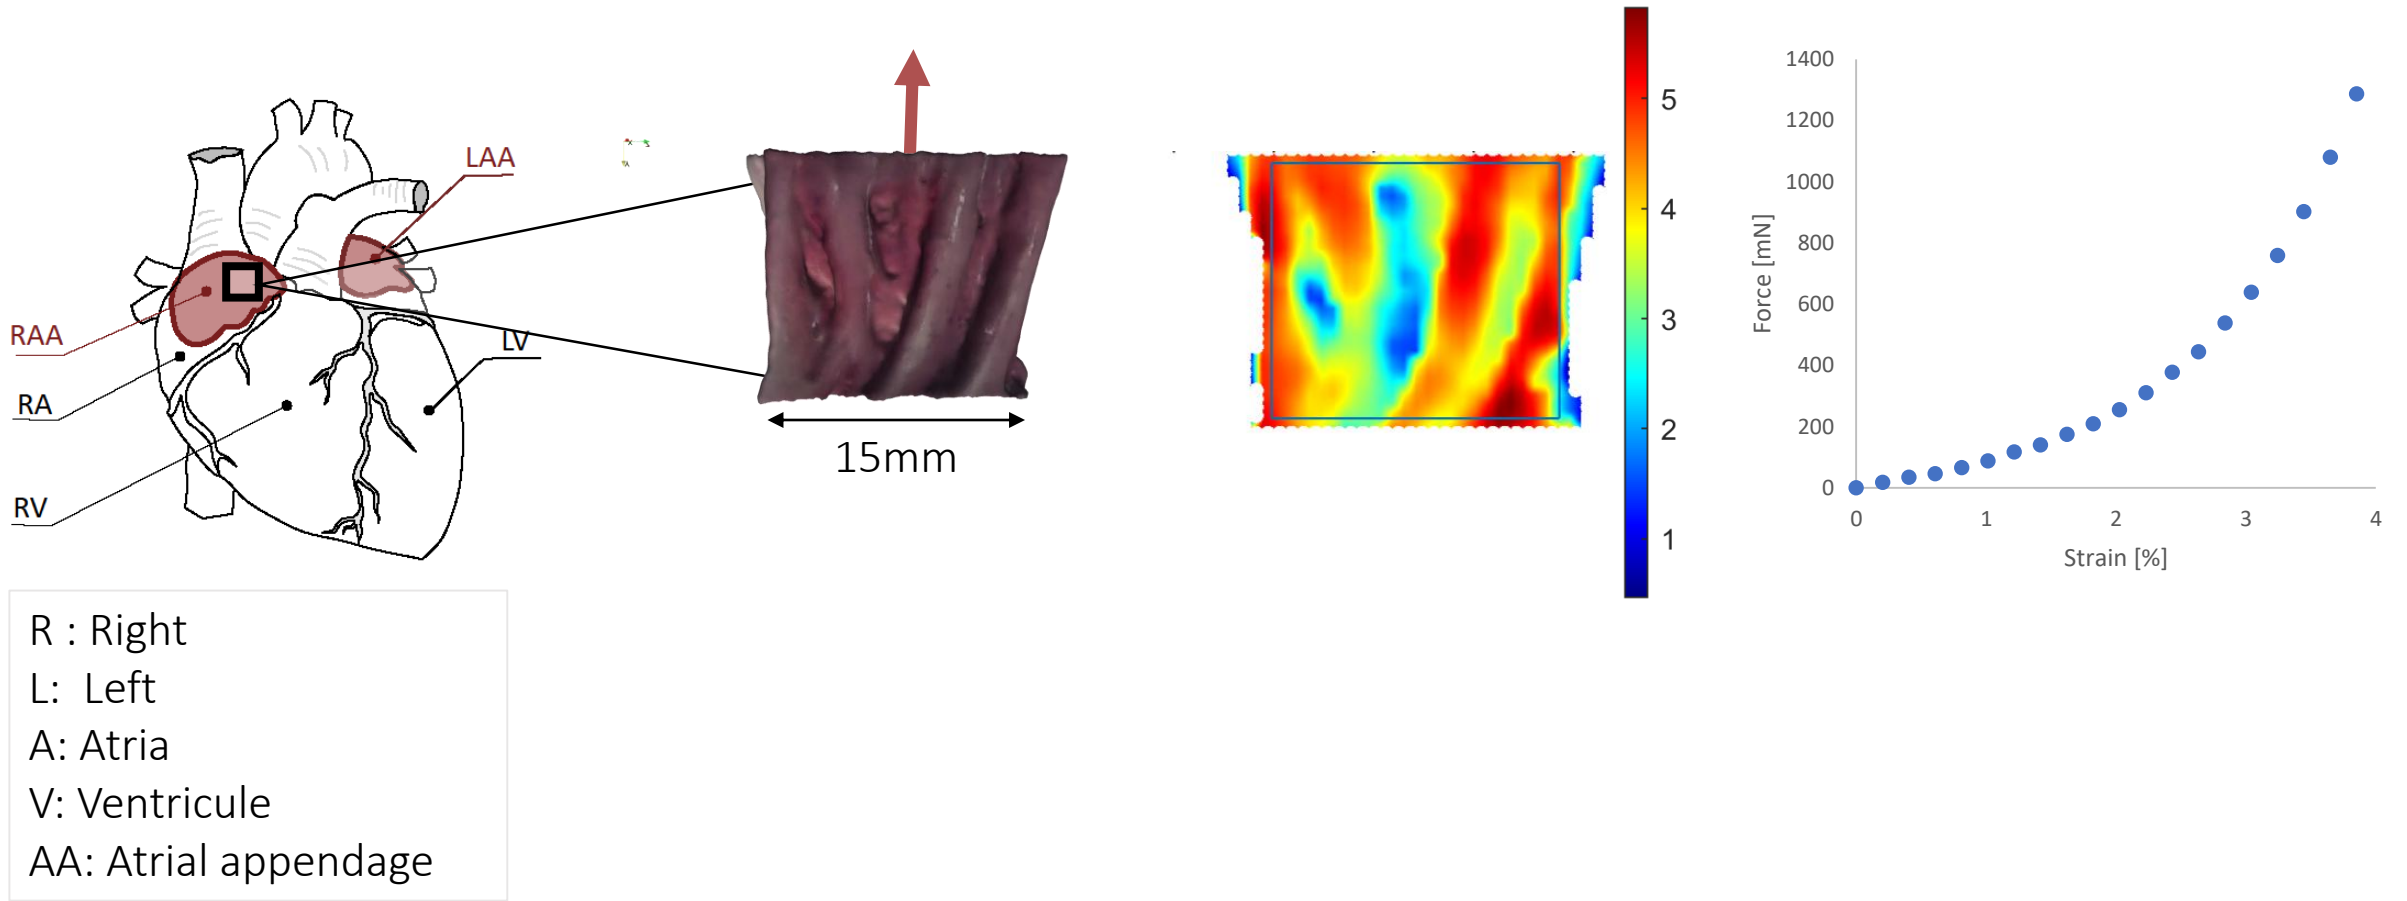 LAA
RAA
RA
RV
LV
15mm
5
4
3
2
1
1400
1200
1000
800
600
400
200
0
Force [mN]
0 1 2 3 4
Strain [%]
R : Right
L: Left
A: Atria
V: Ventricule
AA: Atrial appendage